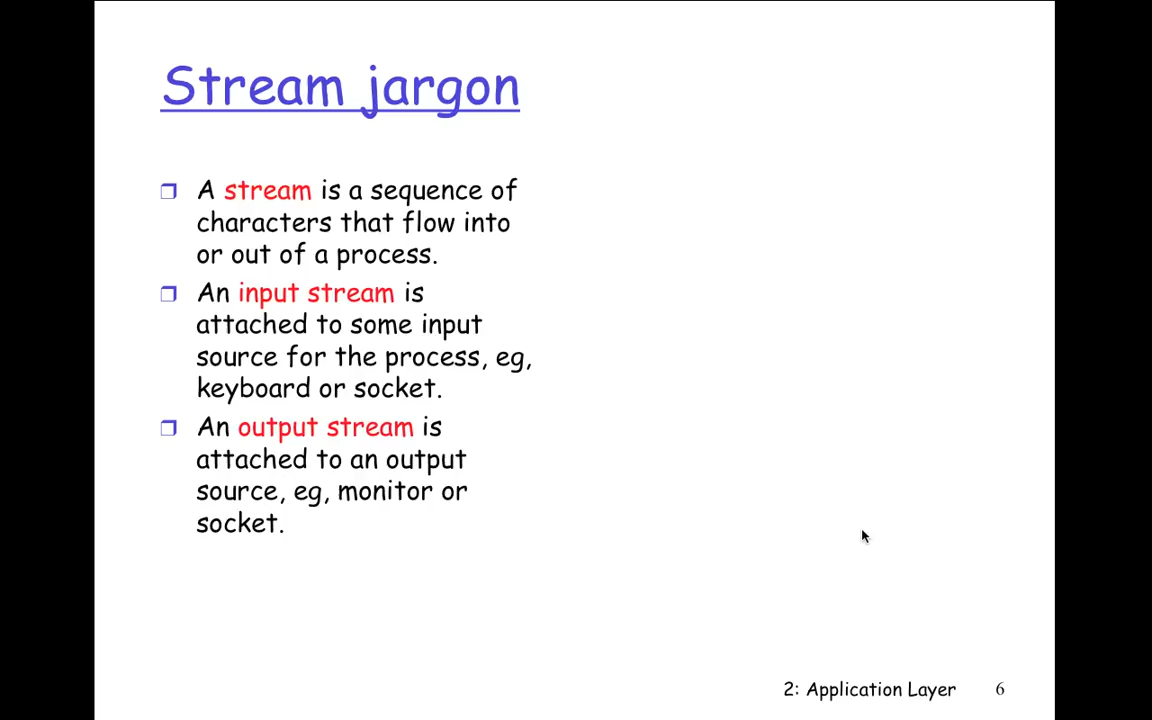 Stream jargon
A stream is a sequence of
characters that flow into
or out of a process.
An input stream is
attached to some input
source for the process, eg,
keyboard or socket.
An output stream is
attached to an output
source, eg, monitor or
socket.
2: Application Layer 6